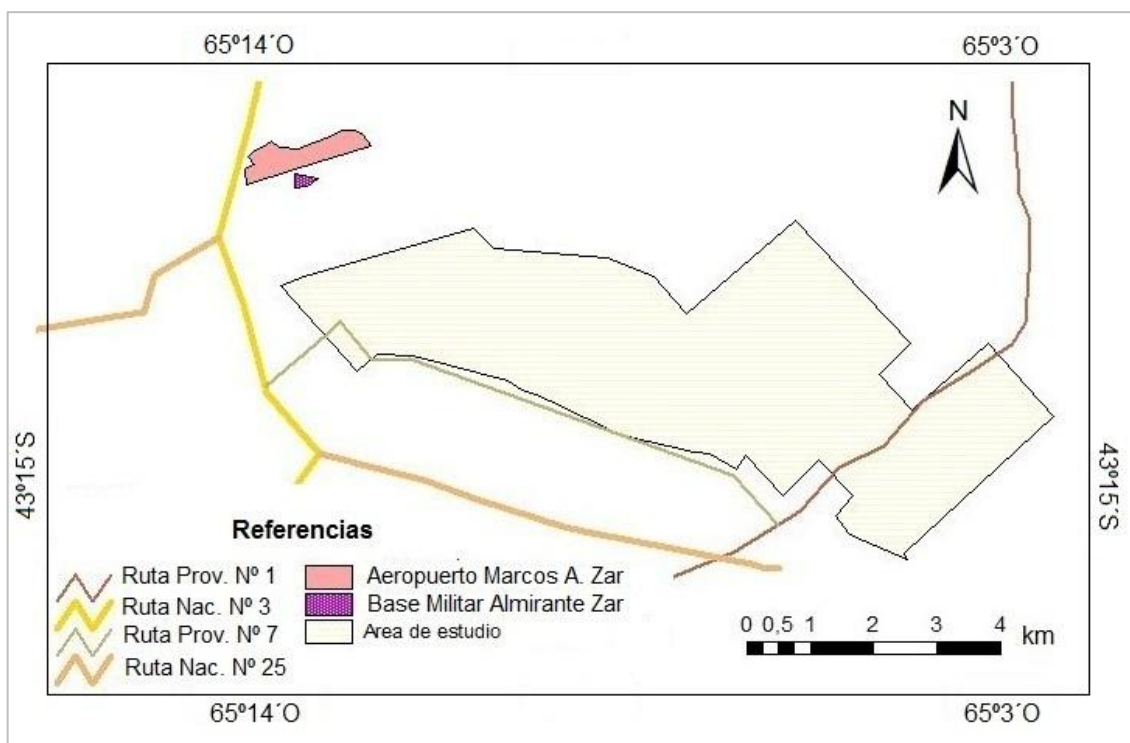 65º14´O
65º3´O
N
43º15´S
43º15´S
Referencias
Ruta Prov. Nº 1
Ruta Nac. Nº 3
Ruta Prov. Nº 7
Ruta Nac. Nº 25
Aeropuerto Marcos A. Zar
Base Militar Almirante Zar
Area de estudio
0 0,5 1 2 3 4 km
65º14´O
65º3´O